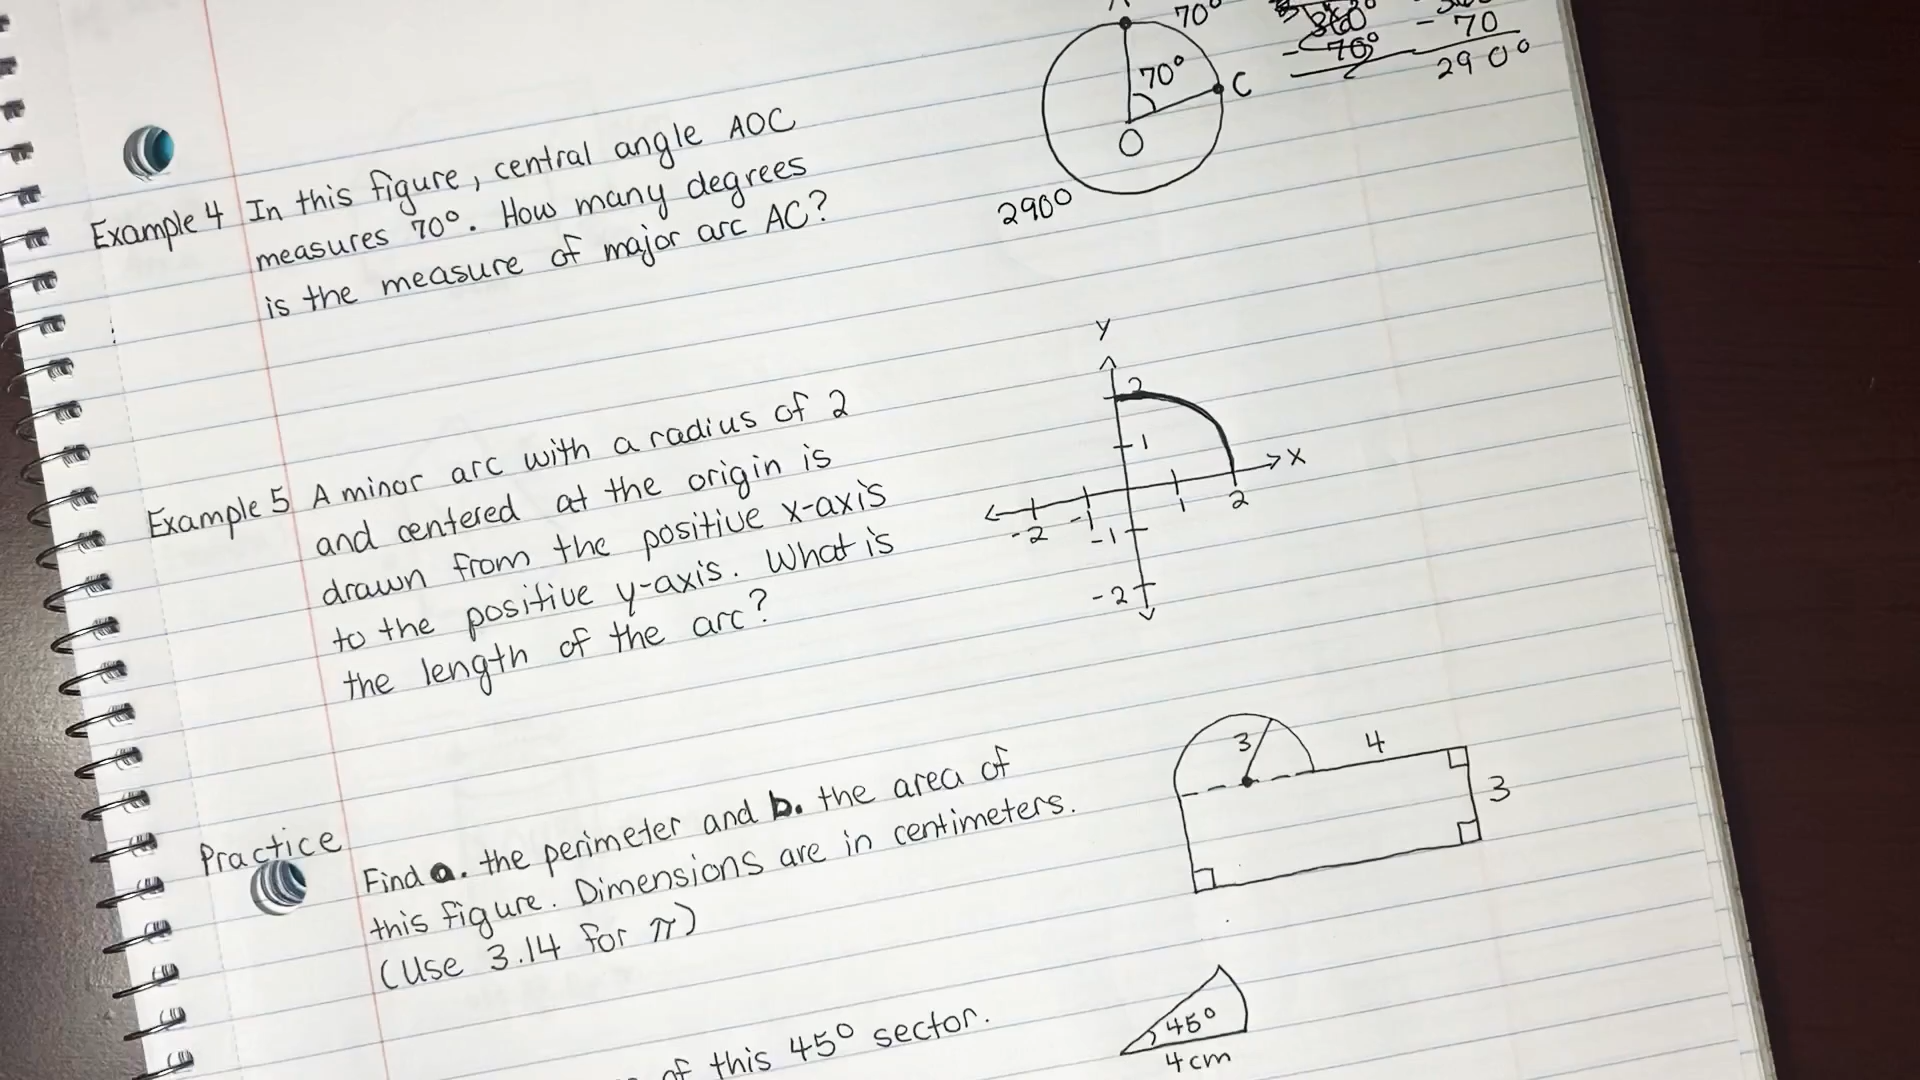 70°
70°
C
O
290°
360°
- 70°
- 70
290°
Example 4 In this figure, central angle AOC
measures 70°. How many degrees
is the measure of major arc AC?
y
2
1
x
-2 -1 1 2
-1
-2
Example 5 A minor arc with a radius of 2
and centered at the origin is
drawn from the positive x-axis
to the positive y-axis. What is
the length of the arc?
3
4
3
Practice Find a. the perimeter and b. the area of
this figure. Dimensions are in centimeters.
(Use 3.14 for π)
of this 45° sector.
45°
4cm